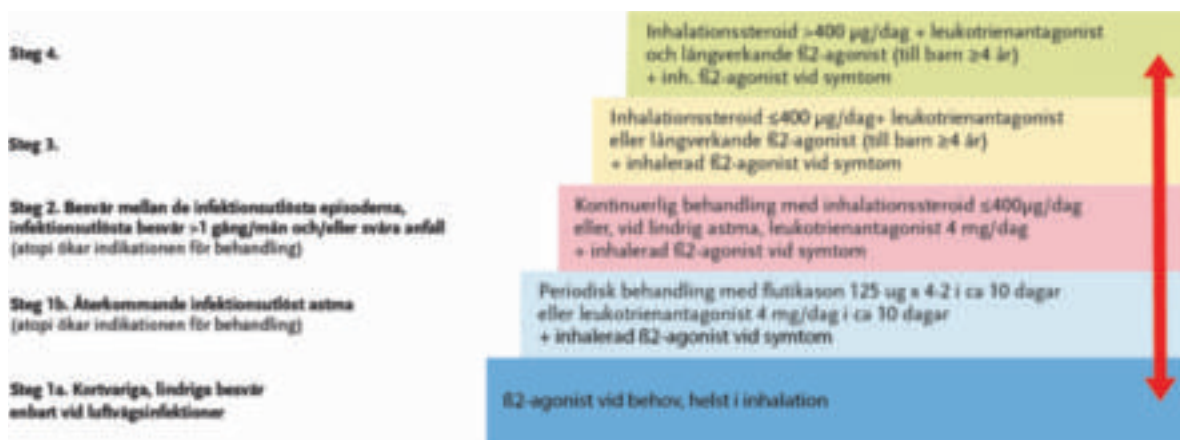 Steg 4.
Inhalationssteroid >400 µg/dag + leukotrienantagonist
och långverkande ß2-agonist (till barn ≥4 år)
+ inh. ß2-agonist vid symtom
Steg 3.
Inhalationssteroid ≤400 µg/dag+ leukotrienantagonist
eller långverkande ß2-agonist (till barn ≥4 år)
+ inhalerad ß2-agonist vid symtom
Steg 2. Besvär mellan de infektionsutlösta episoderna,
infektionsutlösta besvär >1 gång/mån och/eller svåra anfall
(atopi ökar indikationen för behandling)
Kontinuerlig behandling med inhalationssteroid ≤400µg/dag
eller, vid lindrig astma, leukotrienantagonist 4 mg/dag
+ inhalerad ß2-agonist vid symtom
Steg 1b. Återkommande infektionsutlöst astma
(atopi ökar indikationen för behandling)
Periodisk behandling med flutikason 125 ug x 4-2 i ca 10 dagar
eller leukotrienantagonist 4 mg/dag i ca 10 dagar
+ inhalerad ß2-agonist vid symtom
Steg 1a. Kortvariga, lindriga besvär
enbart vid luftvägsinfektioner
ß2-agonist vid behov, helst i inhalation